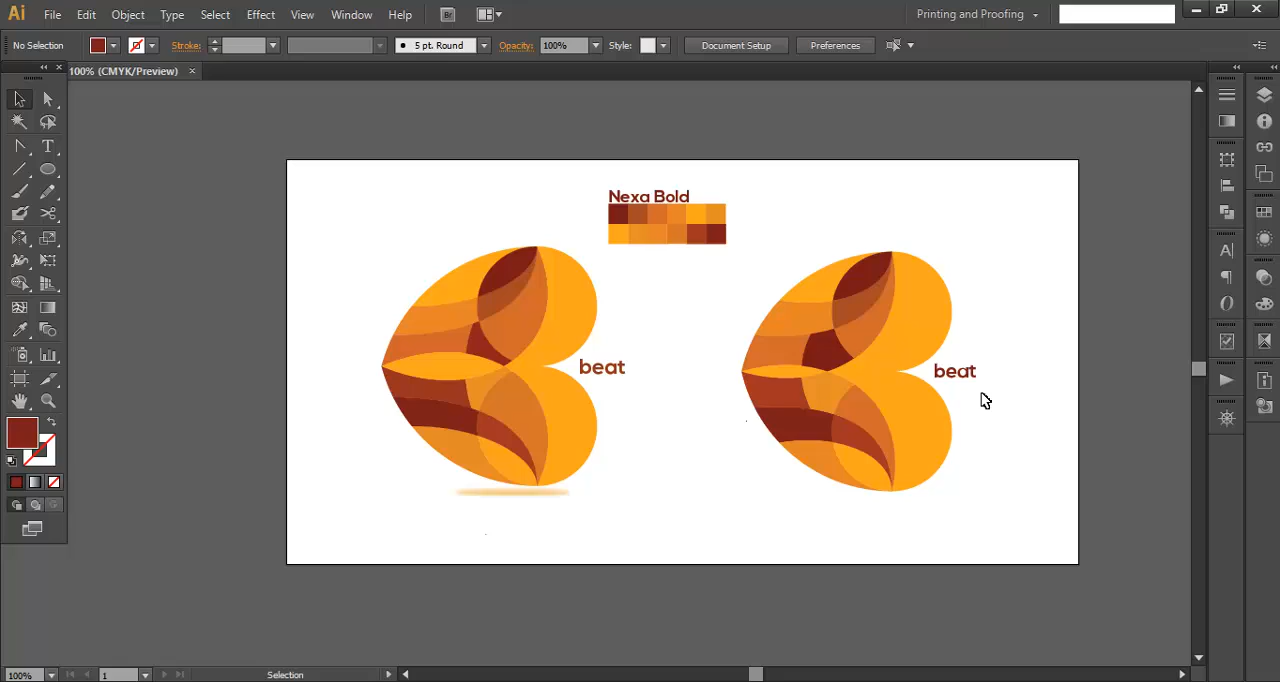 Ai File Edit Object Type Select Effect View Window Help Br Printing and Proofing
No Selection Stroke: 5 pt. Round Opacity: 100% Style: Document Setup Preferences
100% (CMYK/Preview) ×
Nexa Bold
beat
beat
100% 1 Selection